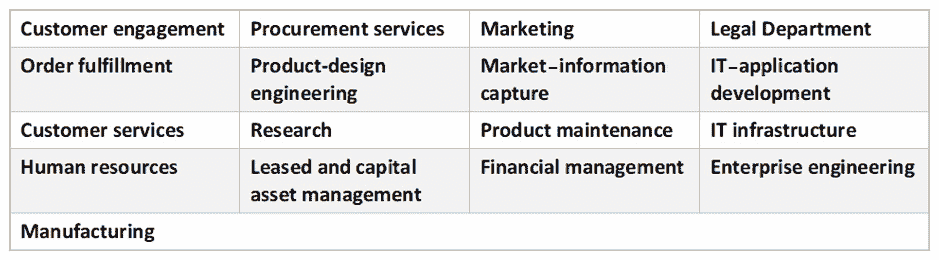 Customer engagement
Procurement services
Marketing
Legal Department
Order fulfillment
Product-design
engineering
Market–information
capture
IT–application
development
Customer services
Research
Product maintenance
IT infrastructure
Human resources
Leased and capital
asset management
Financial management
Enterprise engineering
Manufacturing